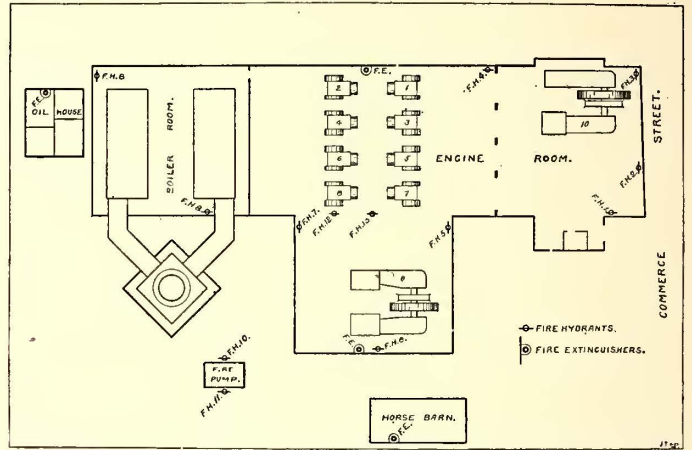 F.H.8
F.E.
OIL HOUSE
BOILER ROOM.
F.H.8
F.E.
2
1
4
3
6
5
8
7
F.H.7.
F.H.12
F.H.13
F.H.4.
F.H.5
ENGINE ROOM.
10
F.H.3
F.H.2
F.H.1
STREET.
COMMERCE
9
F.E.
F.H.6.
F.H.10.
FIRE
PUMP.
F.H.11.
FIRE HYDRANTS.
FIRE EXTINGUISHERS.
HORSE BARN.
F.E.